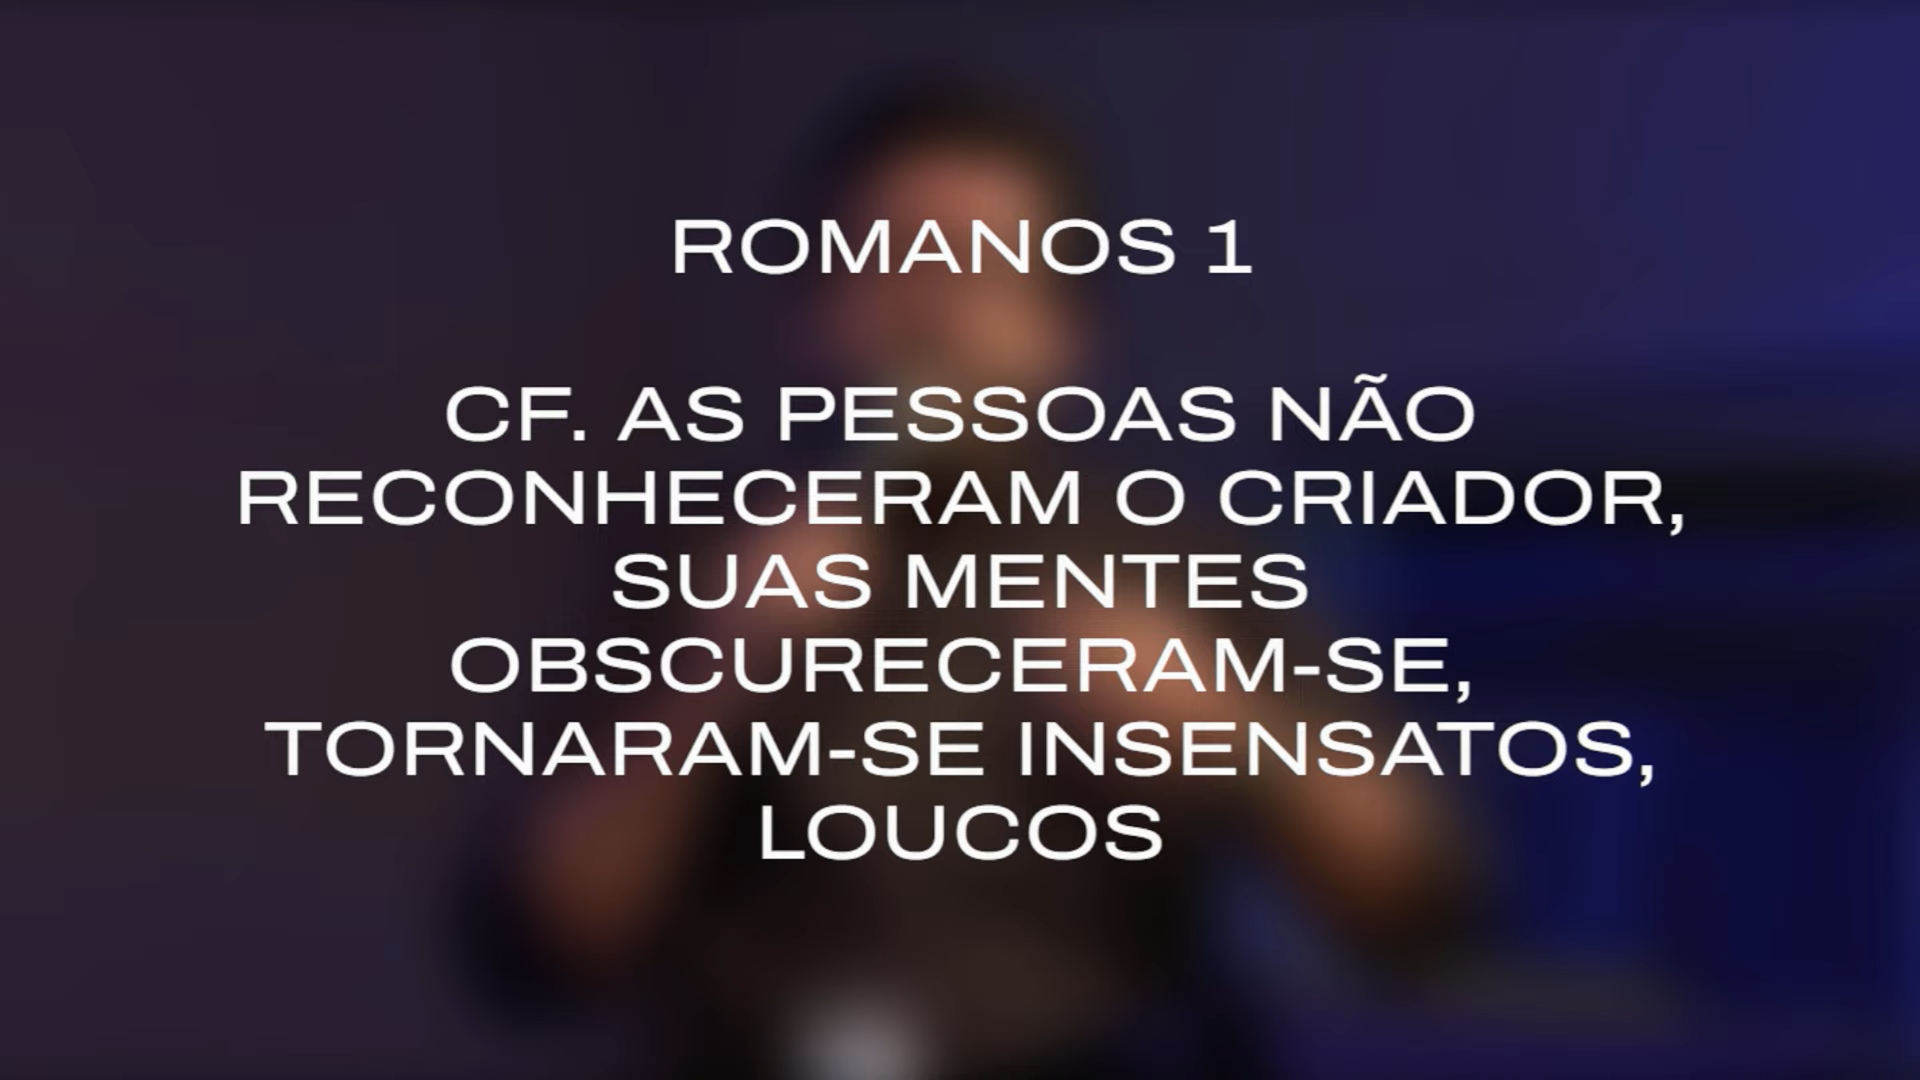 ROMANOS 1
CF. AS PESSOAS NÃO
RECONHECERAM O CRIADOR,
SUAS MENTES
OBSCURECERAM-SE,
TORNARAM-SE INSENSATOS,
LOUCOS